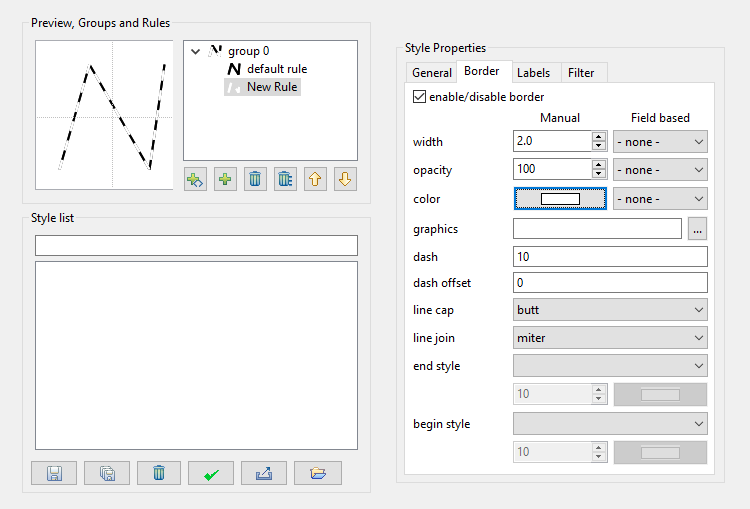 Preview, Groups and Rules
group 0
default rule
New Rule
Style list
Style Properties
General Border Labels Filter
enable/disable border
Manual Field based
width 2.0 - none -
opacity 100 - none -
color - none -
graphics ...
dash 10
dash offset 0
line cap butt
line join miter
end style
10
begin style
10